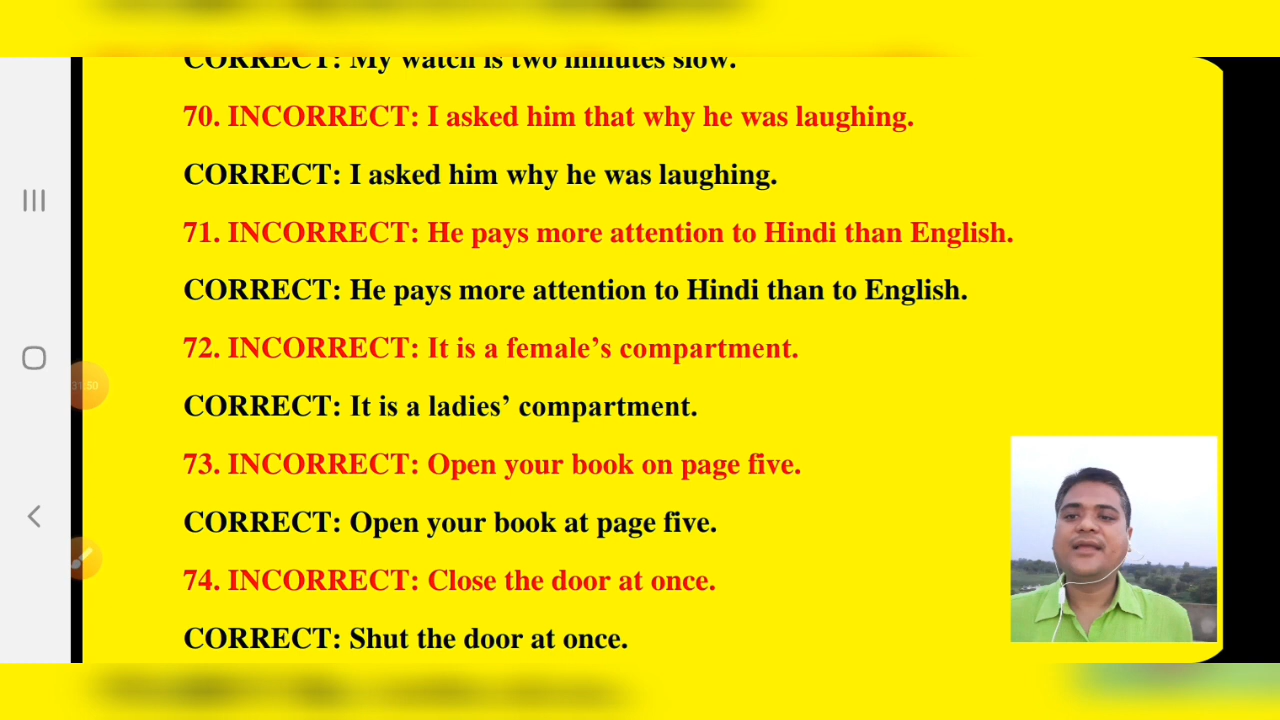 CORRECT: My watch is two minutes slow.
70. INCORRECT: I asked him that why he was laughing.
CORRECT: I asked him why he was laughing.
71. INCORRECT: He pays more attention to Hindi than English.
CORRECT: He pays more attention to Hindi than to English.
72. INCORRECT: It is a female’s compartment.
CORRECT: It is a ladies’ compartment.
31:50
73. INCORRECT: Open your book on page five.
CORRECT: Open your book at page five.
74. INCORRECT: Close the door at once.
CORRECT: Shut the door at once.